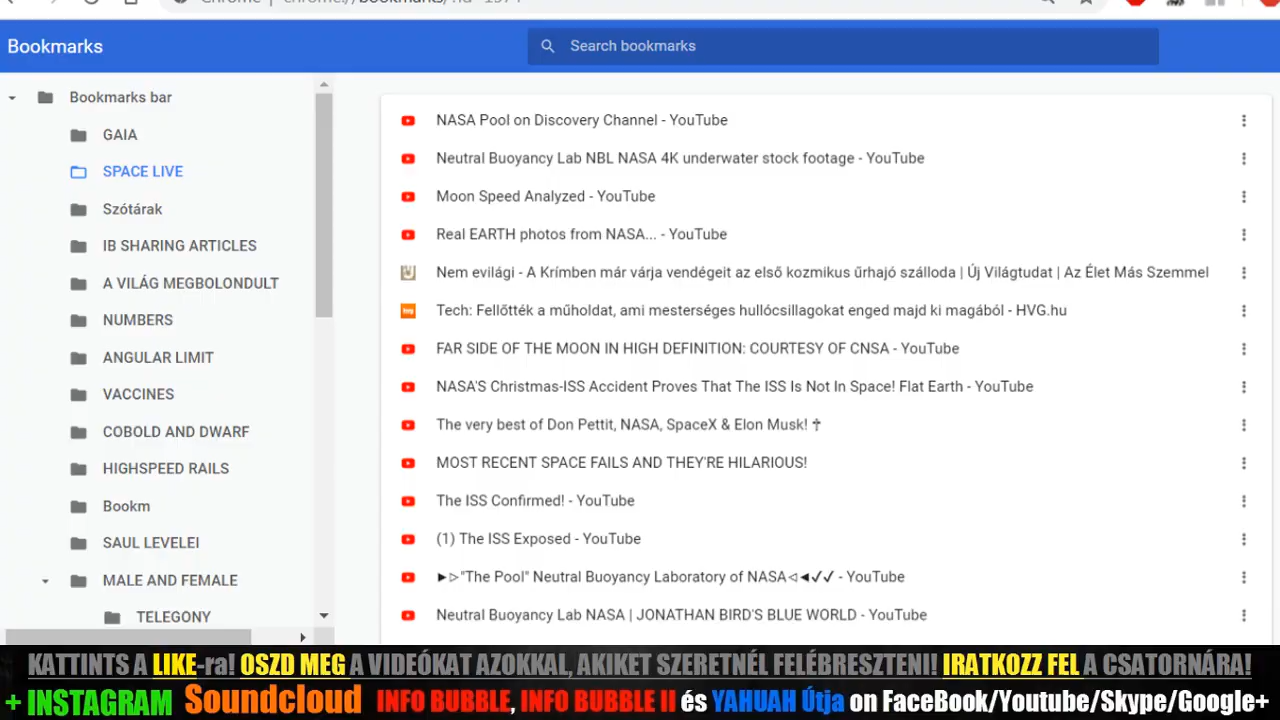 Bookmarks
Search bookmarks
Bookmarks bar
GAIA
SPACE LIVE
Szótárak
IB SHARING ARTICLES
A VILÁG MEGBOLONDULT
NUMBERS
ANGULAR LIMIT
VACCINES
COBOLD AND DWARF
HIGHSPEED RAILS
Bookm
SAUL LEVELEI
MALE AND FEMALE
TELEGONY
NASA Pool on Discovery Channel - YouTube
Neutral Buoyancy Lab NBL NASA 4K underwater stock footage - YouTube
Moon Speed Analyzed - YouTube
Real EARTH photos from NASA... - YouTube
Nem evilági - A Krímben már várja vendégeit az első kozmikus űrhajó szálloda | Új Világtudat | Az Élet Más Szemmel
Tech: Fellőtték a műholdat, ami mesterséges hullócsillagokat enged majd ki magából - HVG.hu
FAR SIDE OF THE MOON IN HIGH DEFINITION: COURTESY OF CNSA - YouTube
NASA'S Christmas-ISS Accident Proves That The ISS Is Not In Space! Flat Earth - YouTube
The very best of Don Pettit, NASA, SpaceX & Elon Musk! ✝
MOST RECENT SPACE FAILS AND THEY'RE HILARIOUS!
The ISS Confirmed! - YouTube
(1) The ISS Exposed - YouTube
►▷"The Pool" Neutral Buoyancy Laboratory of NASA◁◄✓✓ - YouTube
Neutral Buoyancy Lab NASA | JONATHAN BIRD'S BLUE WORLD - YouTube
KATTINTS A LIKE-ra! OSZD MEG A VIDEÓKAT AZOKKAL, AKIKET SZERETNÉL FELÉBRESZTENI! IRATKOZZ FEL A CSATORNÁRA!
+ INSTAGRAM Soundcloud INFO BUBBLE, INFO BUBBLE II és YAHUAH Útja on FaceBook/Youtube/Skype/Google+